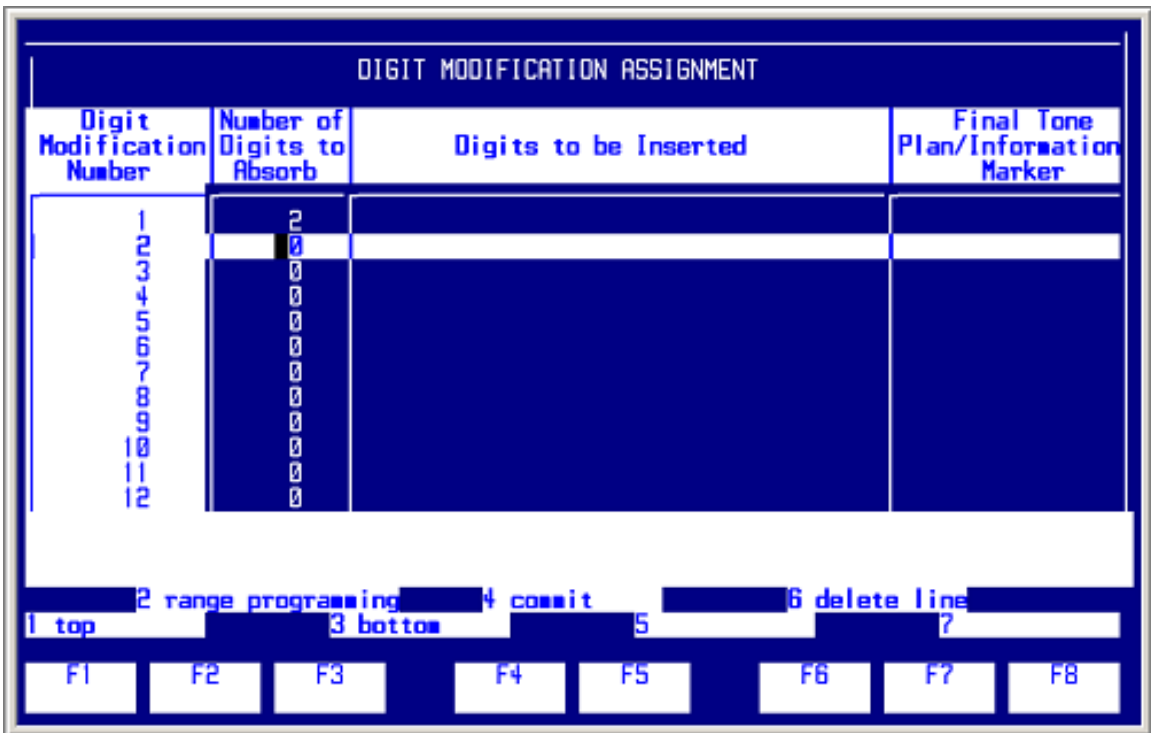 DIGIT MODIFICATION ASSIGNMENT
Digit Modification Number
Number of Digits to Absorb
Digits to be Inserted
Final Tone Plan/Information Marker
1 2
2 0
3 0
4 0
5 0
6 0
7 0
8 0
9 0
10 0
11 0
12 0
2 range programming 4 commit 6 delete line
1 top 3 bottom 5 7
F1 F2 F3 F4 F5 F6 F7 F8